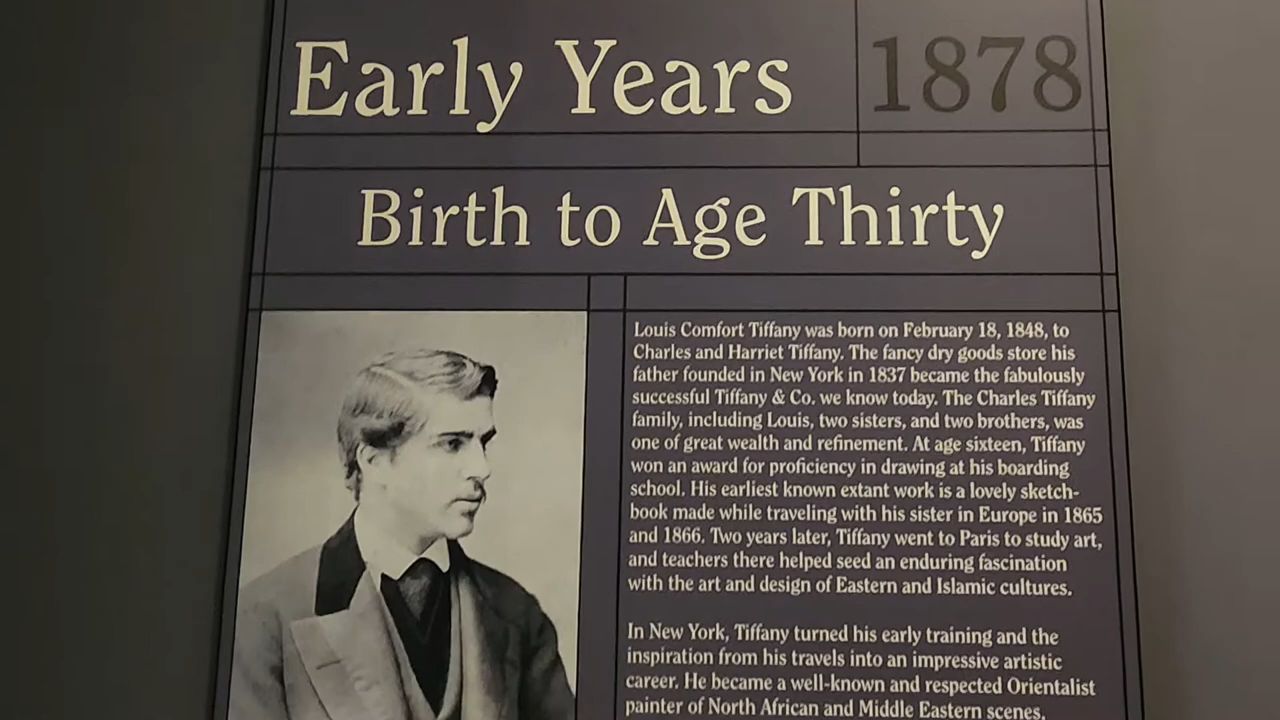 Early Years
1878
Birth to Age Thirty
Louis Comfort Tiffany was born on February 18, 1848, to
Charles and Harriet Tiffany. The fancy dry goods store his
father founded in New York in 1837 became the fabulously
successful Tiffany & Co. we know today. The Charles Tiffany
family, including Louis, two sisters, and two brothers, was
one of great wealth and refinement. At age sixteen, Tiffany
won an award for proficiency in drawing at his boarding
school. His earliest known extant work is a lovely sketch-
book made while traveling with his sister in Europe in 1865
and 1866. Two years later, Tiffany went to Paris to study art,
and teachers there helped seed an enduring fascination
with the art and design of Eastern and Islamic cultures.
In New York, Tiffany turned his early training and the
inspiration from his travels into an impressive artistic
career. He became a well-known and respected Orientalist
painter of North African and Middle Eastern scenes,